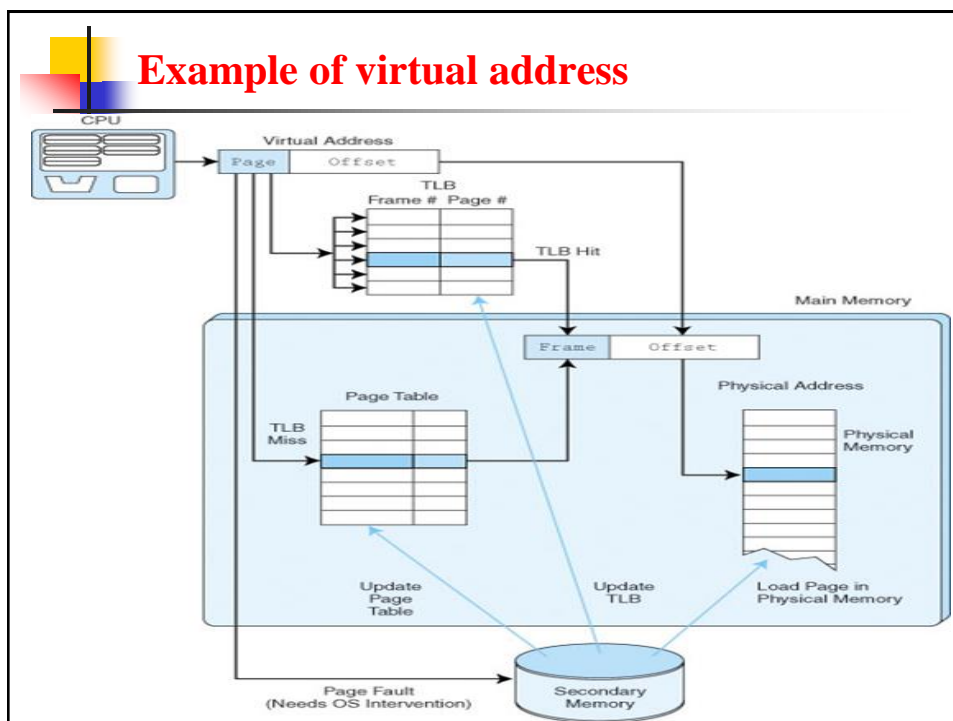 Example of virtual address
CPU
Virtual Address
Page Offset
TLB
Frame # Page #
TLB Hit
Main Memory
Frame Offset
Physical Address
Page Table
TLB
Miss
Physical
Memory
Update
Page
Table
Update
TLB
Load Page in
Physical Memory
Page Fault
(Needs OS Intervention)
Secondary
Memory